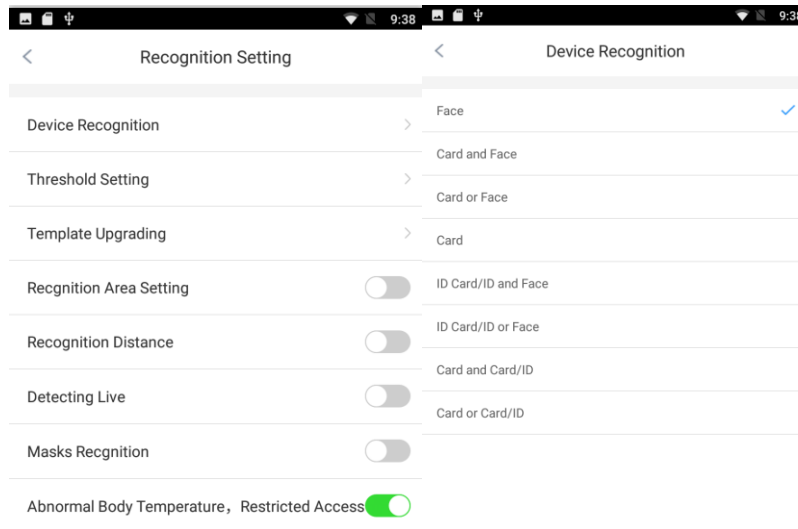 9:38
Recognition Setting
Device Recognition
Threshold Setting
Template Upgrading
Recgnition Area Setting
Recognition Distance
Detecting Live
Masks Recgnition
Abnormal Body Temperature，Restricted Access
9:38
Device Recognition
Face
Card and Face
Card or Face
Card
ID Card/ID and Face
ID Card/ID or Face
Card and Card/ID
Card or Card/ID